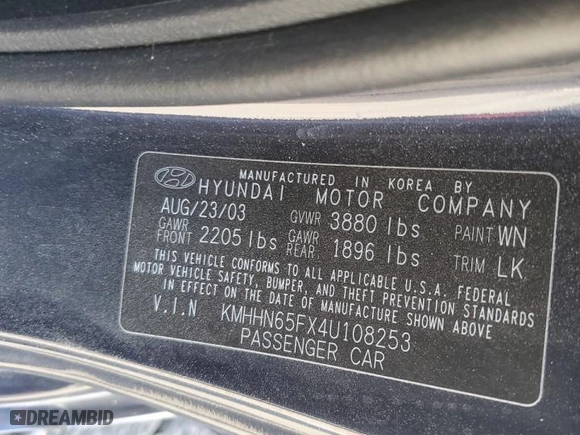 MANUFACTURED IN KOREA BY
HYUNDAI MOTOR COMPANY
AUG/23/03 GVWR 3880 lbs PAINT WN
GAWR FRONT 2205 lbs GAWR REAR 1896 lbs TRIM LK
THIS VEHICLE CONFORMS TO ALL APPLICABLE U.S.A. FEDERAL
MOTOR VEHICLE SAFETY, BUMPER, AND THEFT PREVENTION STANDARDS
IN EFFECT ON THE DATE OF MANUFACTURE SHOWN ABOVE
V.I.N KMHHN65FX4U108253
PASSENGER CAR
DREAMBID